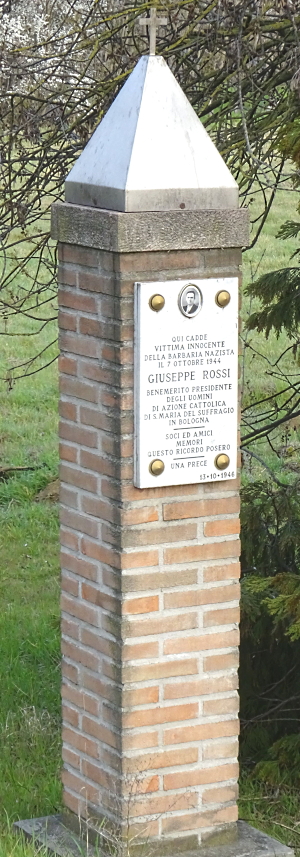 QUI CADDE
VITTIMA INNOCENTE
DELLA BARBARIA NAZISTA
IL 7 OTTOBRE 1944
GIUSEPPE ROSSI
BENEMERITO PRESIDENTE
DEGLI UOMINI
DI AZIONE CATTOLICA
DI S. MARIA DEL SUFFRAGIO
IN BOLOGNA
SOCI ED AMICI
MEMORI
QUESTO RICORDO POSERO
UNA PRECE
13-10-1946